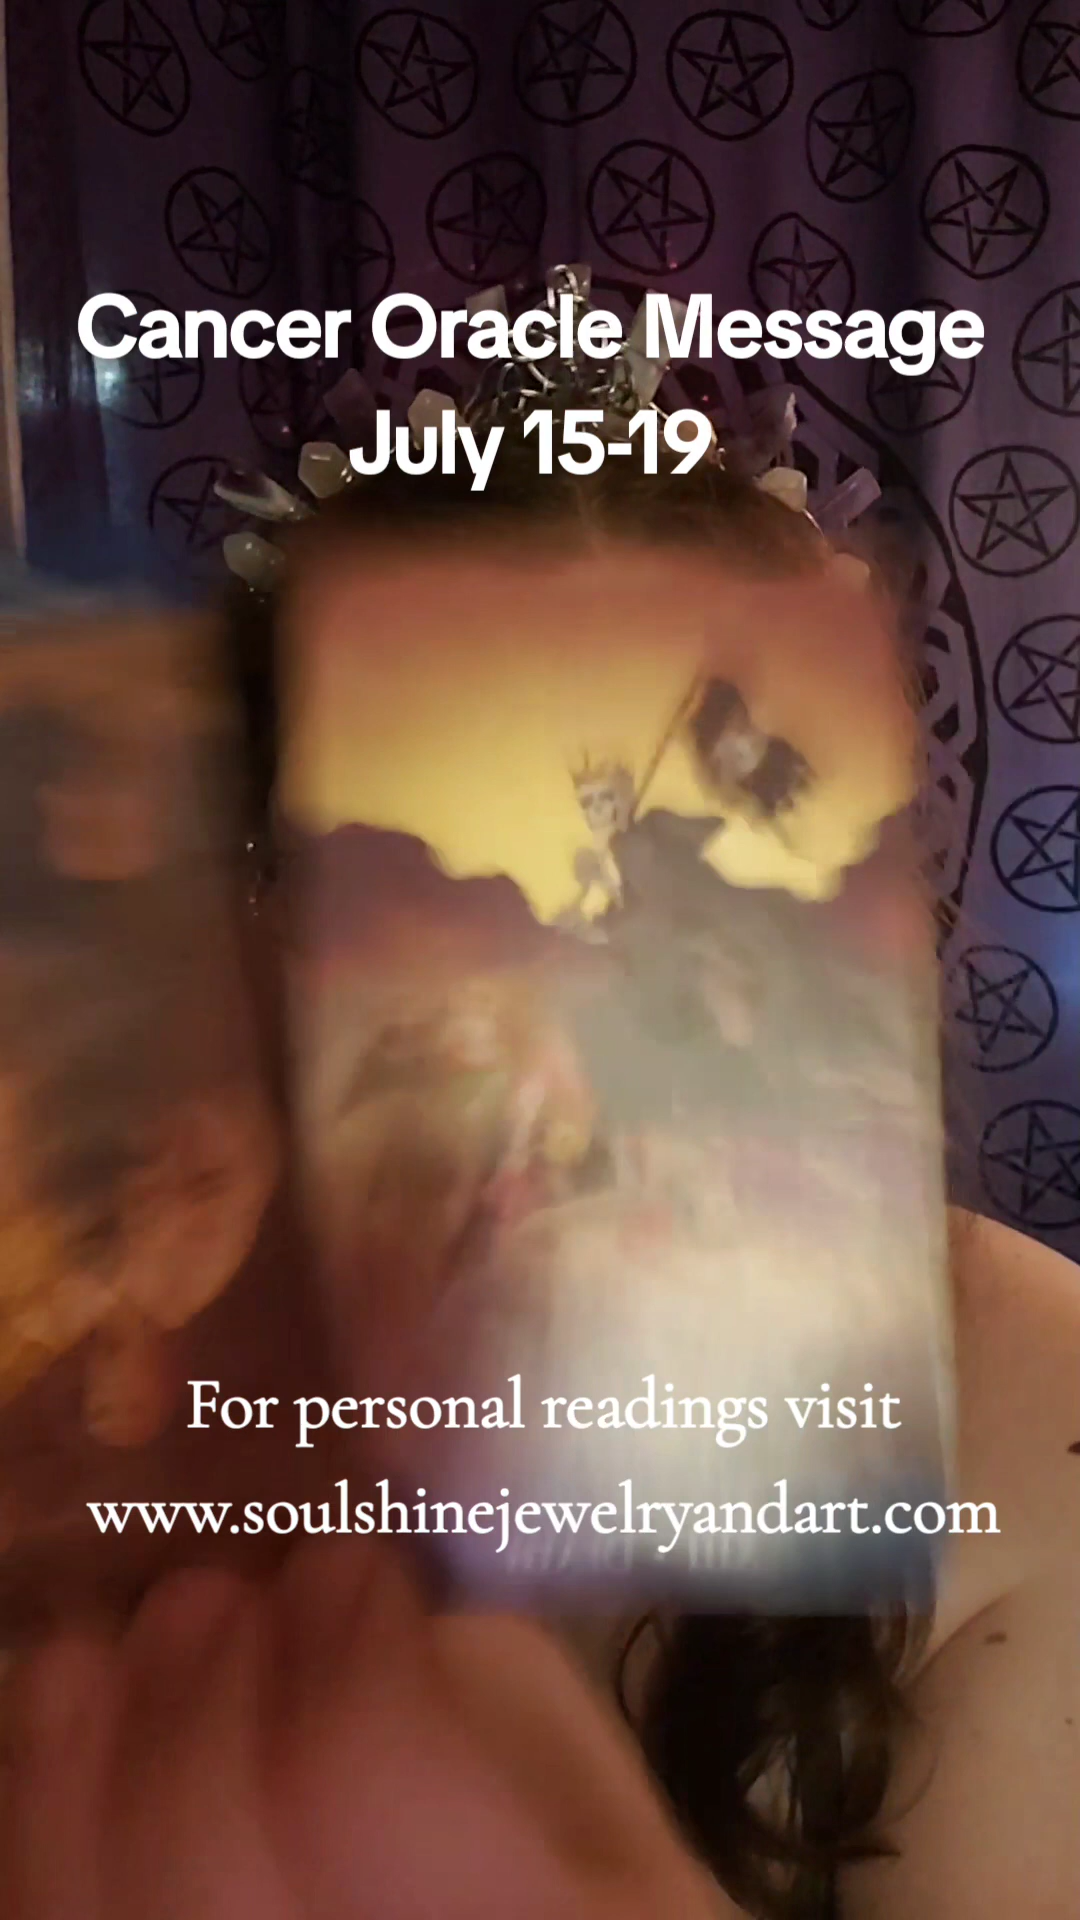 Cancer Oracle Message
July 15-19
For personal readings visit
www.soulshinejewelryandart.com